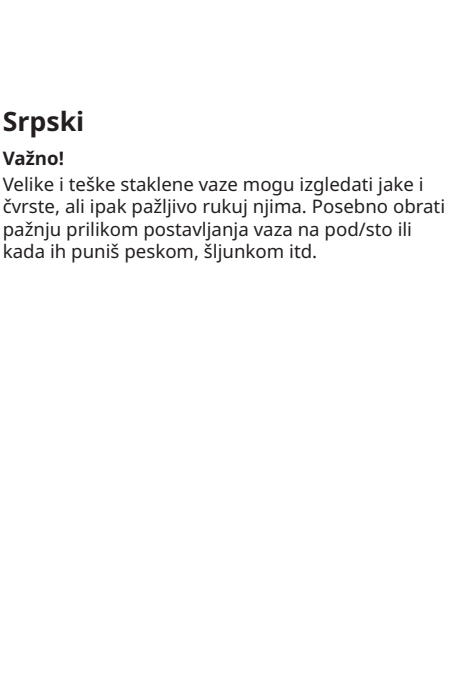 Srpski
Važno!
Velike i teške staklene vaze mogu izgledati jake i
čvrste, ali ipak pažljivo rukuj njima. Posebno obrati
pažnju prilikom postavljanja vaza na pod/sto ili
kada ih puniš peskom, šljunkom itd.